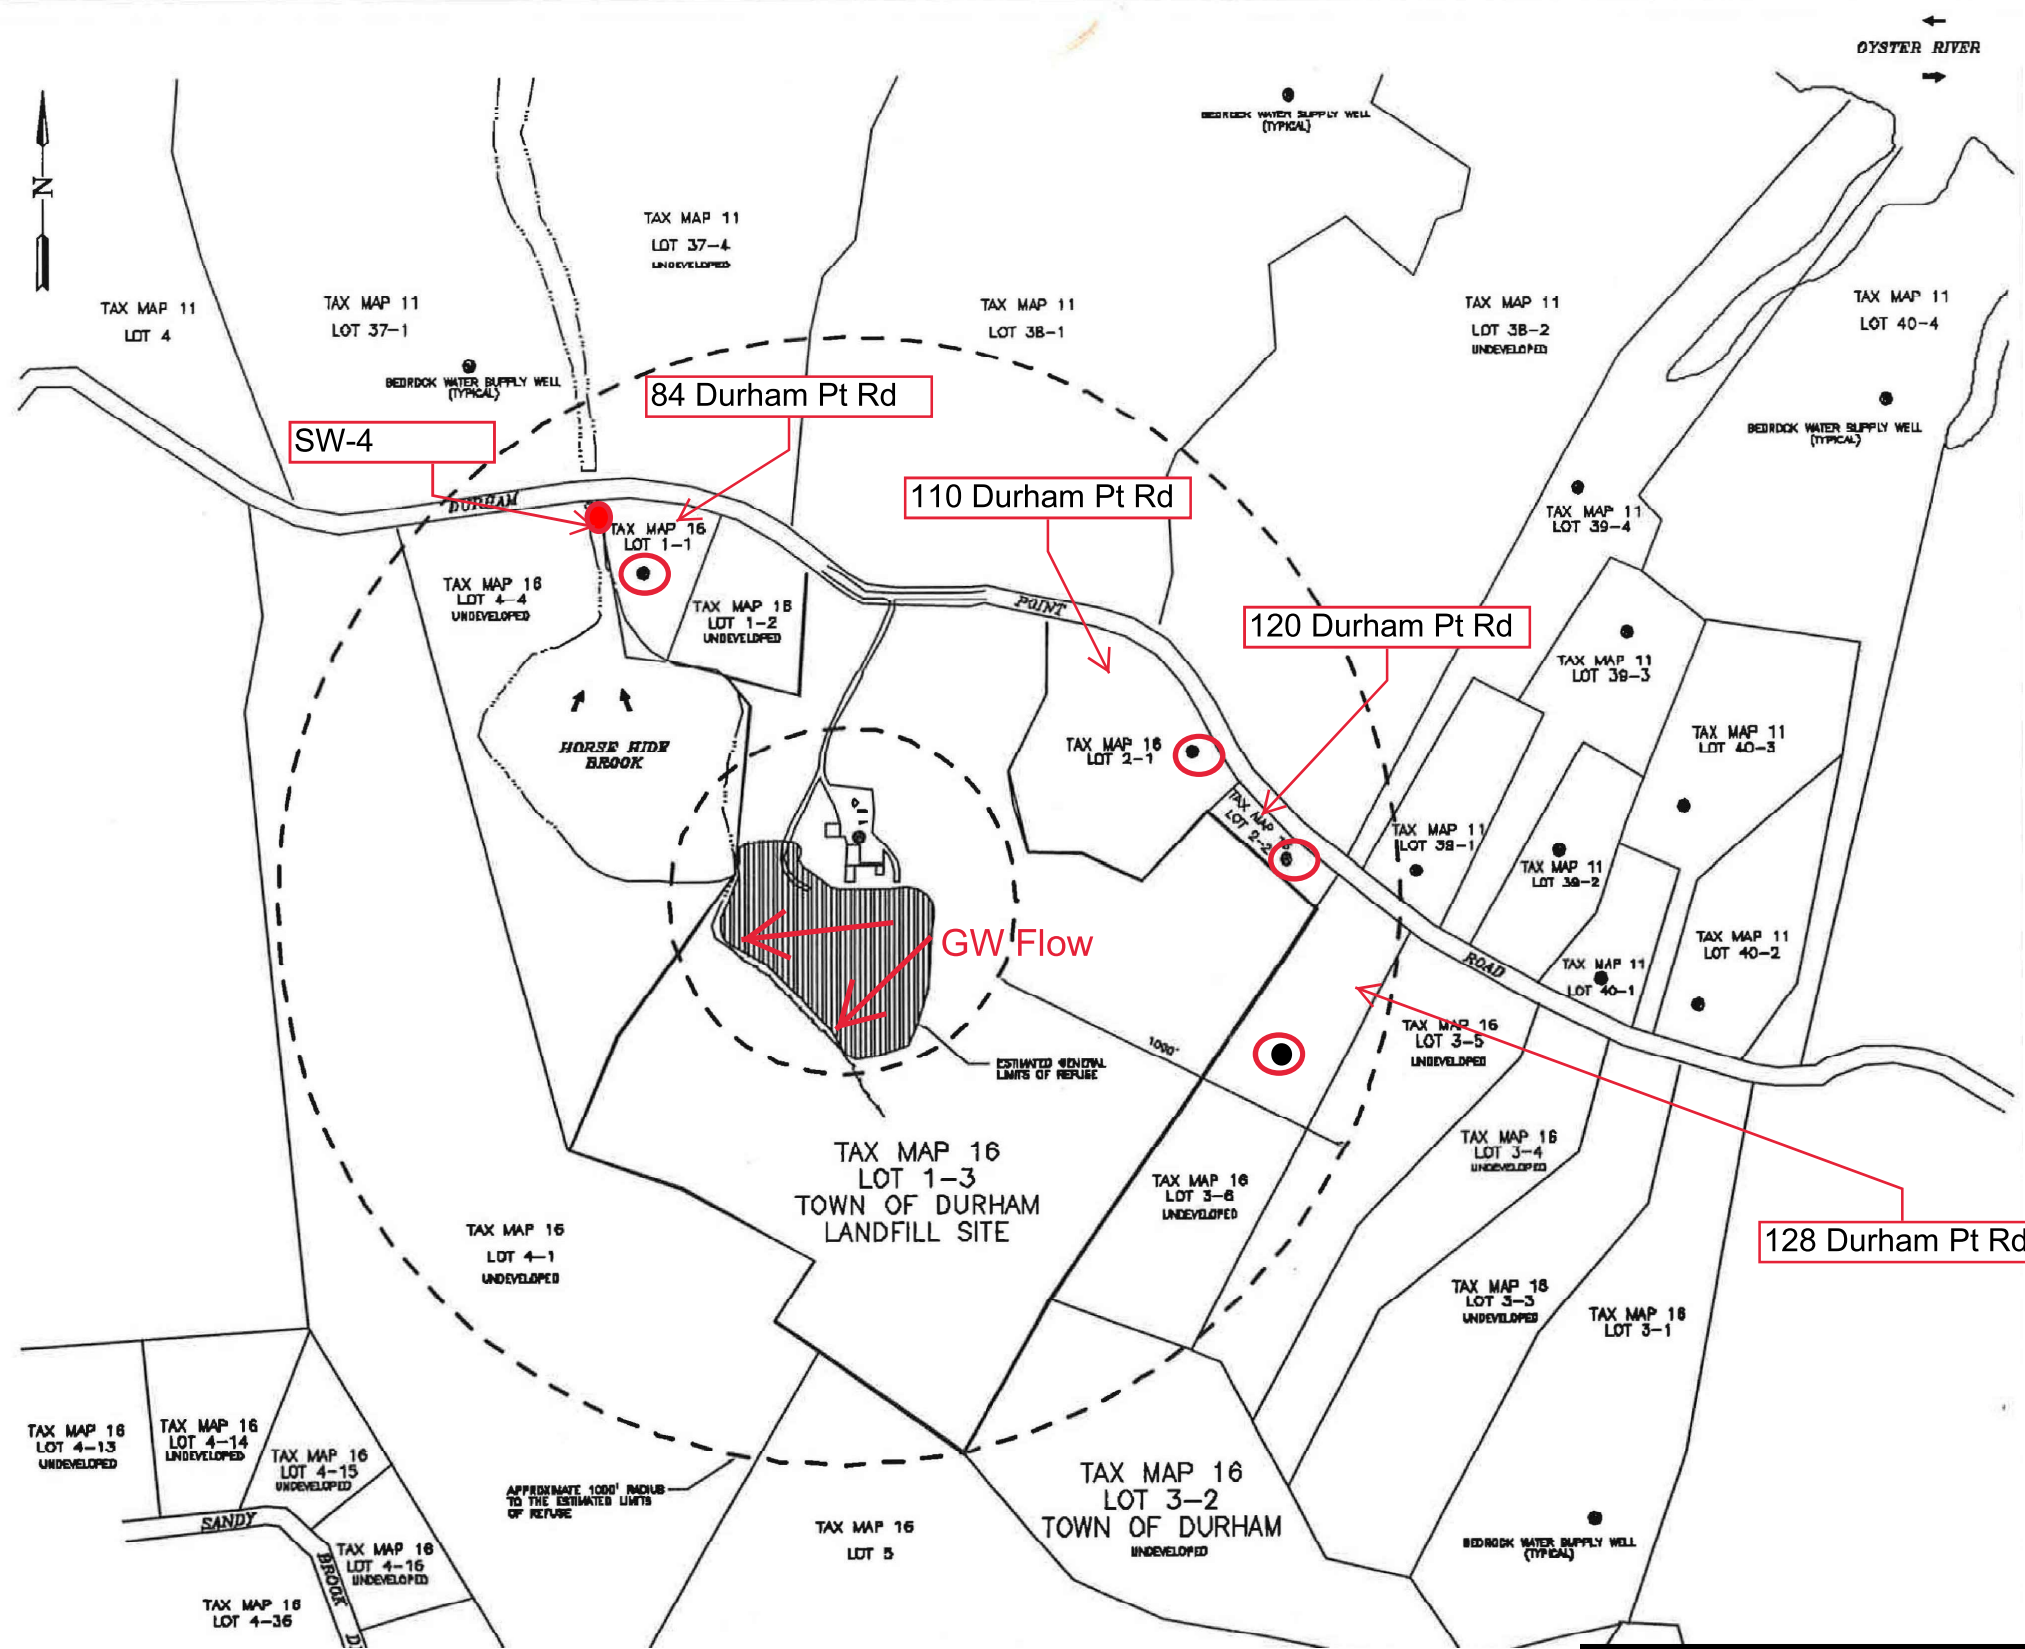 OYSTER RIVER
N
BEDROCK WATER SUPPLY WELL
(TYPICAL)
TAX MAP 11
LOT 37-4
UNDEVELOPED
TAX MAP 11
LOT 4
TAX MAP 11
LOT 37-1
BEDROCK WATER SUPPLY WELL
(TYPICAL)
TAX MAP 11
LOT 38-1
TAX MAP 11
LOT 38-2
UNDEVELOPED
TAX MAP 11
LOT 40-4
BEDROCK WATER SUPPLY WELL
(TYPICAL)
84 Durham Pt Rd
SW-4
110 Durham Pt Rd
DURHAM
TAX MAP 16
LOT 1-1
TAX MAP 11
LOT 39-4
TAX MAP 16
LOT 4-4
UNDEVELOPED
TAX MAP 16
LOT 1-2
UNDEVELOPED
POINT
120 Durham Pt Rd
TAX MAP 11
LOT 39-3
HORSE HIDE
BROOK
TAX MAP 16
LOT 2-1
TAX MAP 11
LOT 40-3
TAX MAP 16
LOT 2-2
TAX MAP 11
LOT 39-1
TAX MAP 11
LOT 39-2
GW Flow
ROAD
TAX MAP 11
LOT 40-1
TAX MAP 11
LOT 40-2
TAX MAP 16
LOT 3-5
UNDEVELOPED
1000'
ESTIMATED GENERAL
LIMITS OF REFUSE
TAX MAP 16
LOT 1-3
TOWN OF DURHAM
LANDFILL SITE
TAX MAP 16
LOT 3-4
UNDEVELOPED
TAX MAP 16
LOT 3-6
UNDEVELOPED
128 Durham Pt Rd
TAX MAP 16
LOT 4-1
UNDEVELOPED
TAX MAP 16
LOT 3-3
UNDEVELOPED
TAX MAP 16
LOT 3-1
TAX MAP 16
LOT 4-13
UNDEVELOPED
TAX MAP 16
LOT 4-14
UNDEVELOPED
TAX MAP 16
LOT 4-15
UNDEVELOPED
APPROXIMATE 1000' RADIUS
TO THE ESTIMATED LIMITS
OF REFUSE
TAX MAP 16
LOT 3-2
TOWN OF DURHAM
UNDEVELOPED
TAX MAP 16
LOT 5
BEDROCK WATER SUPPLY WELL
(TYPICAL)
SANDY
BROOK
TAX MAP 16
LOT 4-16
UNDEVELOPED
TAX MAP 16
LOT 4-36